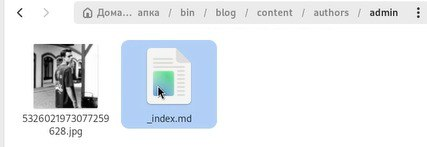 Дома... апка / bin / blog / content / authors / admin
5326021973077259
628.jpg
_index.md